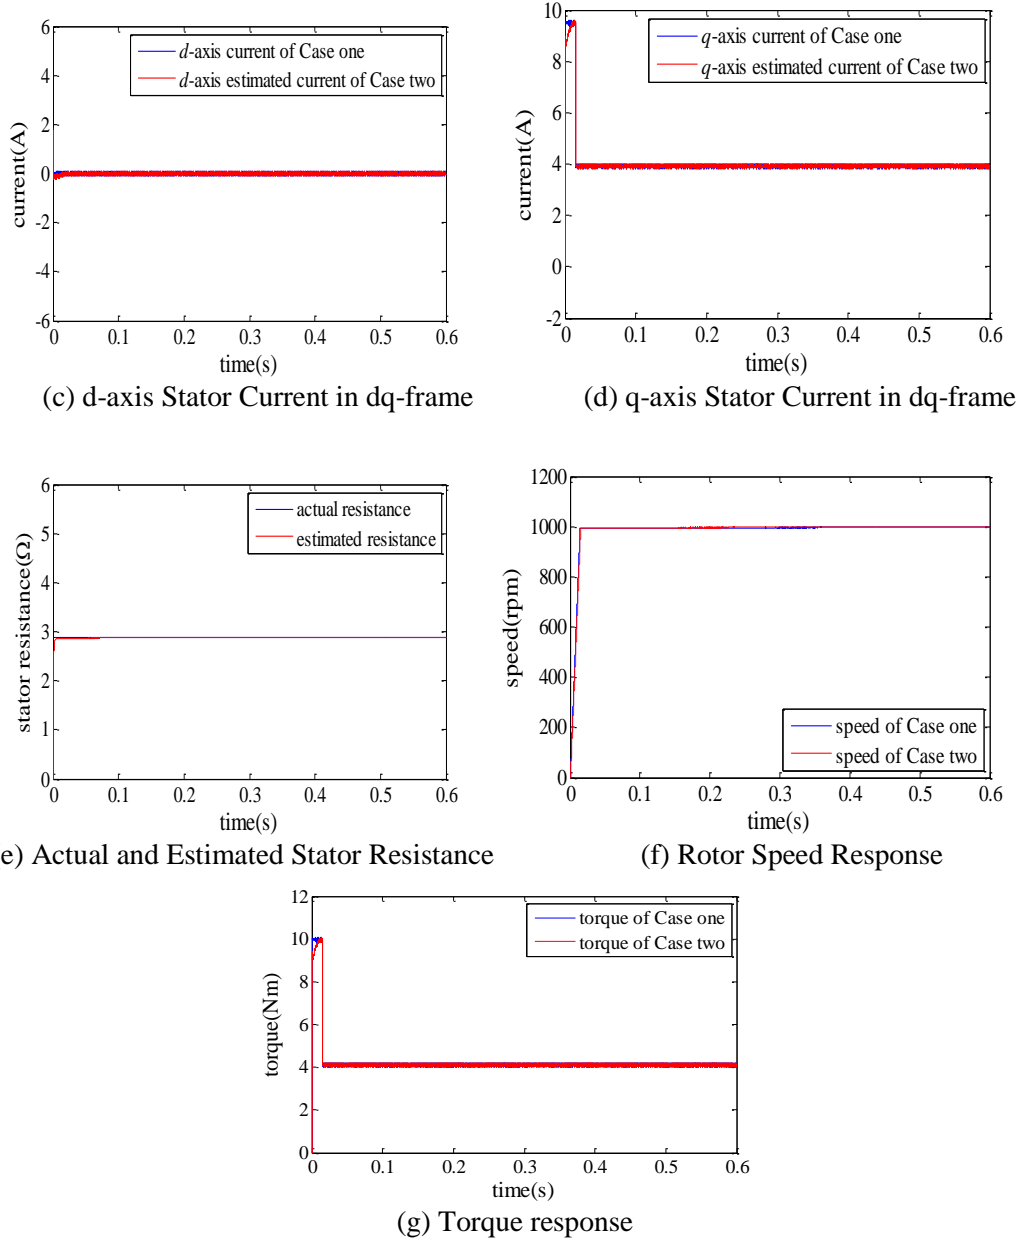 6
4
2
0
-2
-4
-6
current(A)
d-axis current of Case one
d-axis estimated current of Case two
0 0.1 0.2 0.3 0.4 0.5 0.6
time(s)
(c) d-axis Stator Current in dq-frame
10
8
6
4
2
0
-2
current(A)
q-axis current of Case one
q-axis estimated current of Case two
0 0.1 0.2 0.3 0.4 0.5 0.6
time(s)
(d) q-axis Stator Current in dq-frame
6
5
4
3
2
1
0
stator resistance(Ω)
actual resistance
estimated resistance
0 0.1 0.2 0.3 0.4 0.5 0.6
time(s)
e) Actual and Estimated Stator Resistance
1200
1000
800
600
400
200
0
speed(rpm)
speed of Case one
speed of Case two
0 0.1 0.2 0.3 0.4 0.5 0.6
time(s)
(f) Rotor Speed Response
12
10
8
6
4
2
0
torque(Nm)
torque of Case one
torque of Case two
0 0.1 0.2 0.3 0.4 0.5 0.6
time(s)
(g) Torque response